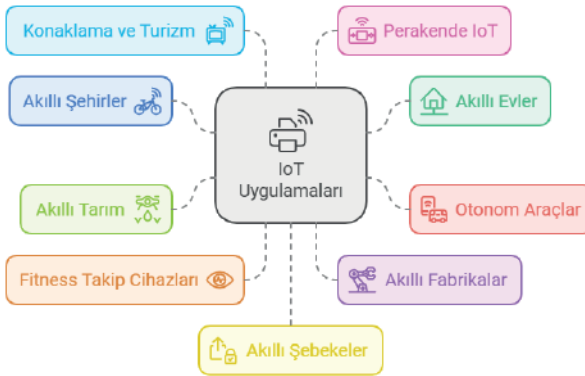 Konaklama ve Turizm
Perakende IoT
Akıllı Şehirler
Akıllı Evler
IoT
Uygulamaları
Akıllı Tarım
Otonom Araçlar
Fitness Takip Cihazları
Akıllı Fabrikalar
Akıllı Şebekeler